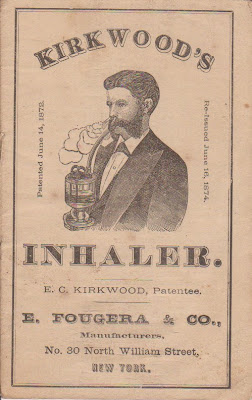 KIRKWOOD'S
Patented June 14, 1872.
Re-Issued June 16, 1874.
INHALER.
E. C. KIRKWOOD, Patentee.
E. FOUGERA & CO.,
Manufacturers,
No. 30 North William Street,
NEW YORK.